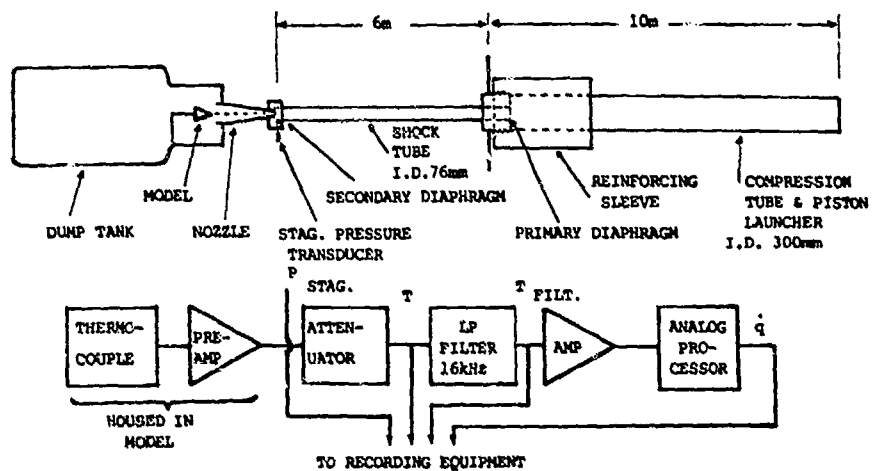 6m
10m
SHOCK
TUBE
I.D.76mm
MODEL
SECONDARY DIAPHRAGM
REINFORCING
SLEEVE
COMPRESSION
TUBE & PISTON
LAUNCHER
I.D. 300mm
DUMP TANK
NOZZLE
STAG. PRESSURE
TRANSDUCER
PRIMARY DIAPHRAGM
P
STAG.
T
T
FILT.
THERMO-
COUPLE
PRE-
AMP
ATTEN-
UATOR
LP
FILTER
16kHz
AMP
ANALOG
PRO-
CESSOR
q̇
HOUSED IN
MODEL
TO RECORDING EQUIPMENT